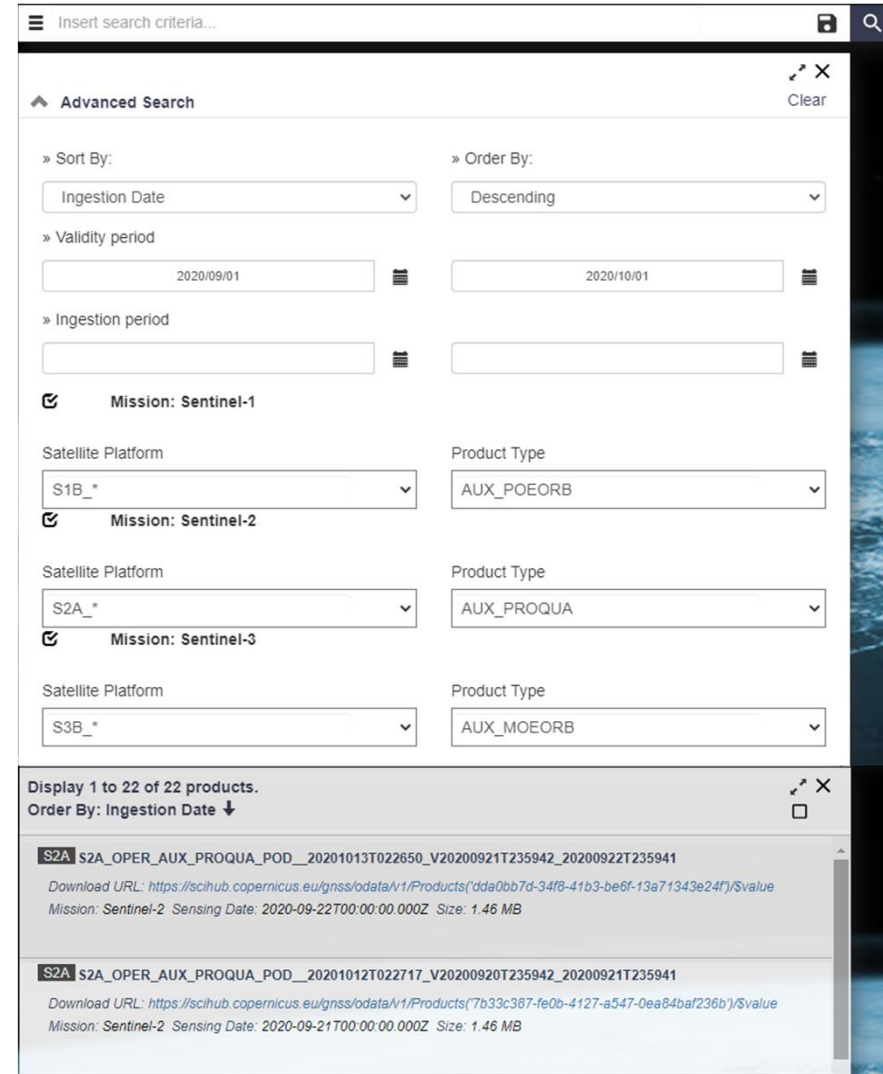 Insert search criteria...
Advanced Search
Clear
» Sort By:
» Order By:
Ingestion Date
Descending
» Validity period
2020/09/01
2020/10/01
» Ingestion period
Mission: Sentinel-1
Satellite Platform
Product Type
S1B_*
AUX_POEORB
Mission: Sentinel-2
Satellite Platform
Product Type
S2A_*
AUX_PROQUA
Mission: Sentinel-3
Satellite Platform
Product Type
S3B_*
AUX_MOEORB
Display 1 to 22 of 22 products.
Order By: Ingestion Date
S2A S2A_OPER_AUX_PROQUA_POD__20201013T022650_V20200921T235942_20200922T235941
Download URL: https://scihub.copernicus.eu/gnss/odata/v1/Products('dda0bb7d-34f8-41b3-be6f-13a71343e24f')/$value
Mission: Sentinel-2 Sensing Date: 2020-09-22T00:00:00.000Z Size: 1.46 MB
S2A S2A_OPER_AUX_PROQUA_POD__20201012T022717_V20200920T235942_20200921T235941
Download URL: https://scihub.copernicus.eu/gnss/odata/v1/Products('7b33c387-fe0b-4127-a547-0ea84baf236b')/$value
Mission: Sentinel-2 Sensing Date: 2020-09-21T00:00:00.000Z Size: 1.46 MB